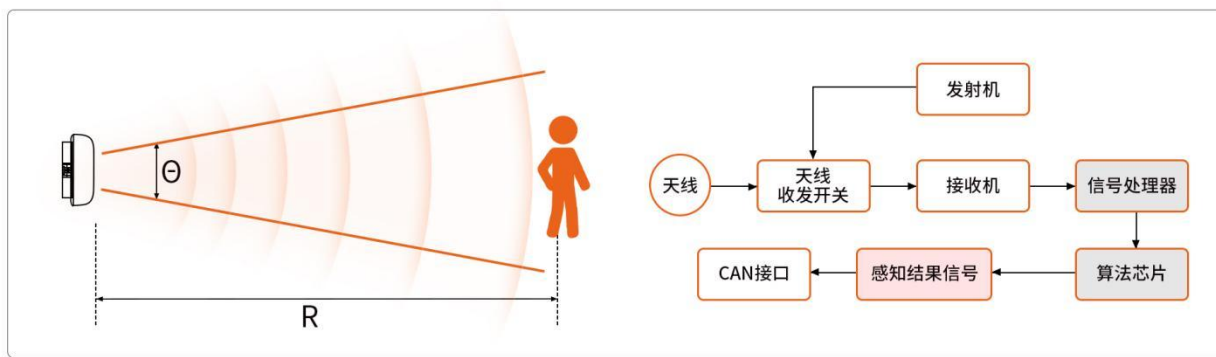 Θ
R
发射机
天线
天线
收发开关
接收机
信号处理器
CAN接口
感知结果信号
算法芯片